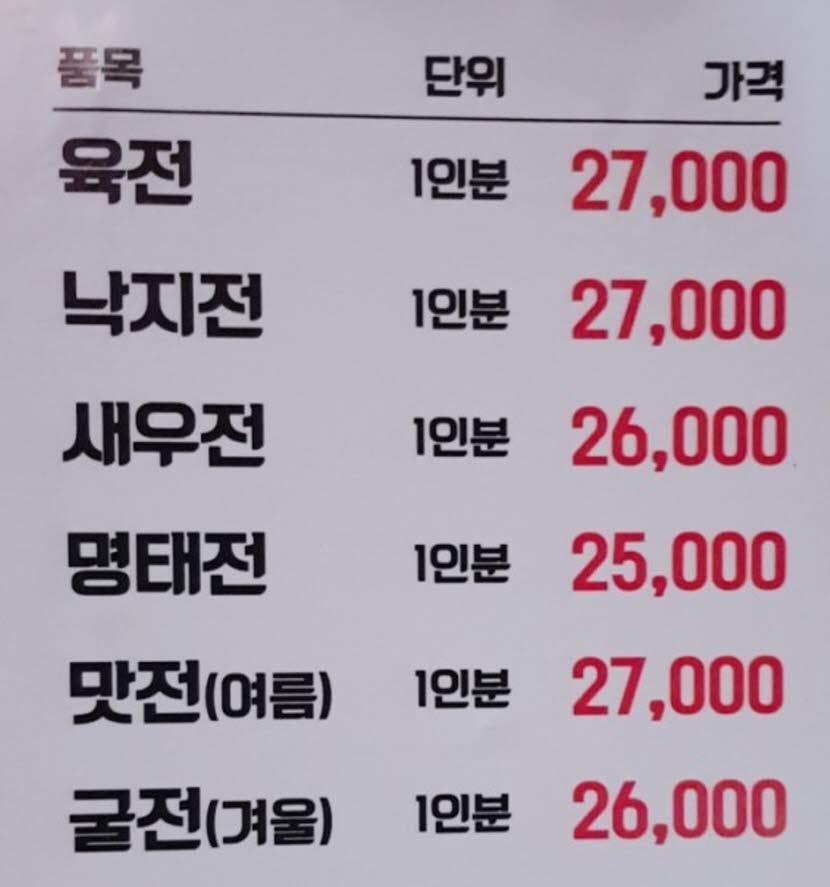 품목 단위 가격
육전 1인분 27,000
낙지전 1인분 27,000
새우전 1인분 26,000
명태전 1인분 25,000
맛전(여름) 1인분 27,000
굴전(겨울) 1인분 26,000